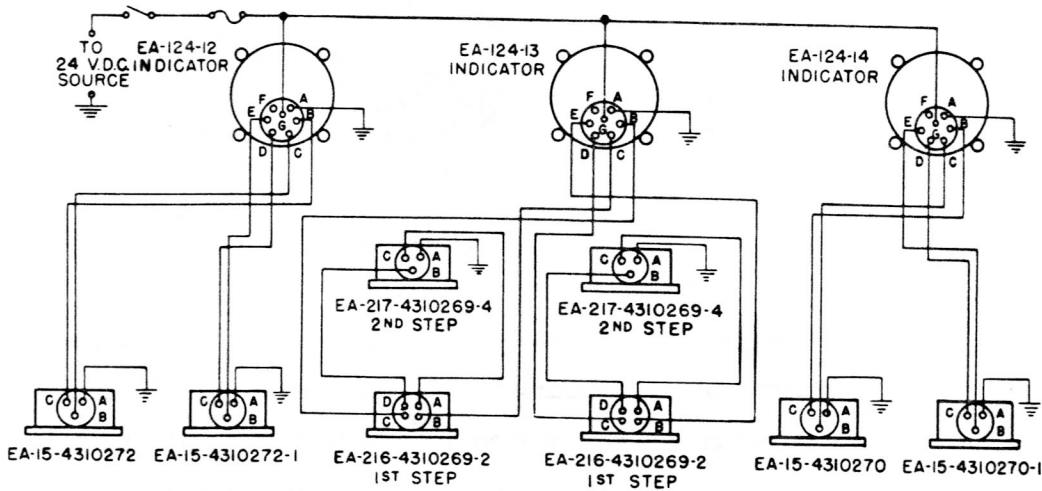 TO
24 V.D.C.
SOURCE
EA-124-12
INDICATOR
EA-124-13
INDICATOR
EA-124-14
INDICATOR
F A
E B
G
D C
F A
E B
G
D C
F A
E B
G
D C
C A
B
EA-217-4310269-4
2ND STEP
C A
B
EA-217-4310269-4
2ND STEP
C A
B
EA-15-4310272
C A
B
EA-15-4310272-1
D A
C B
EA-216-4310269-2
1ST STEP
D A
C B
EA-216-4310269-2
1ST STEP
C A
B
EA-15-4310270
C A
B
EA-15-4310270-1